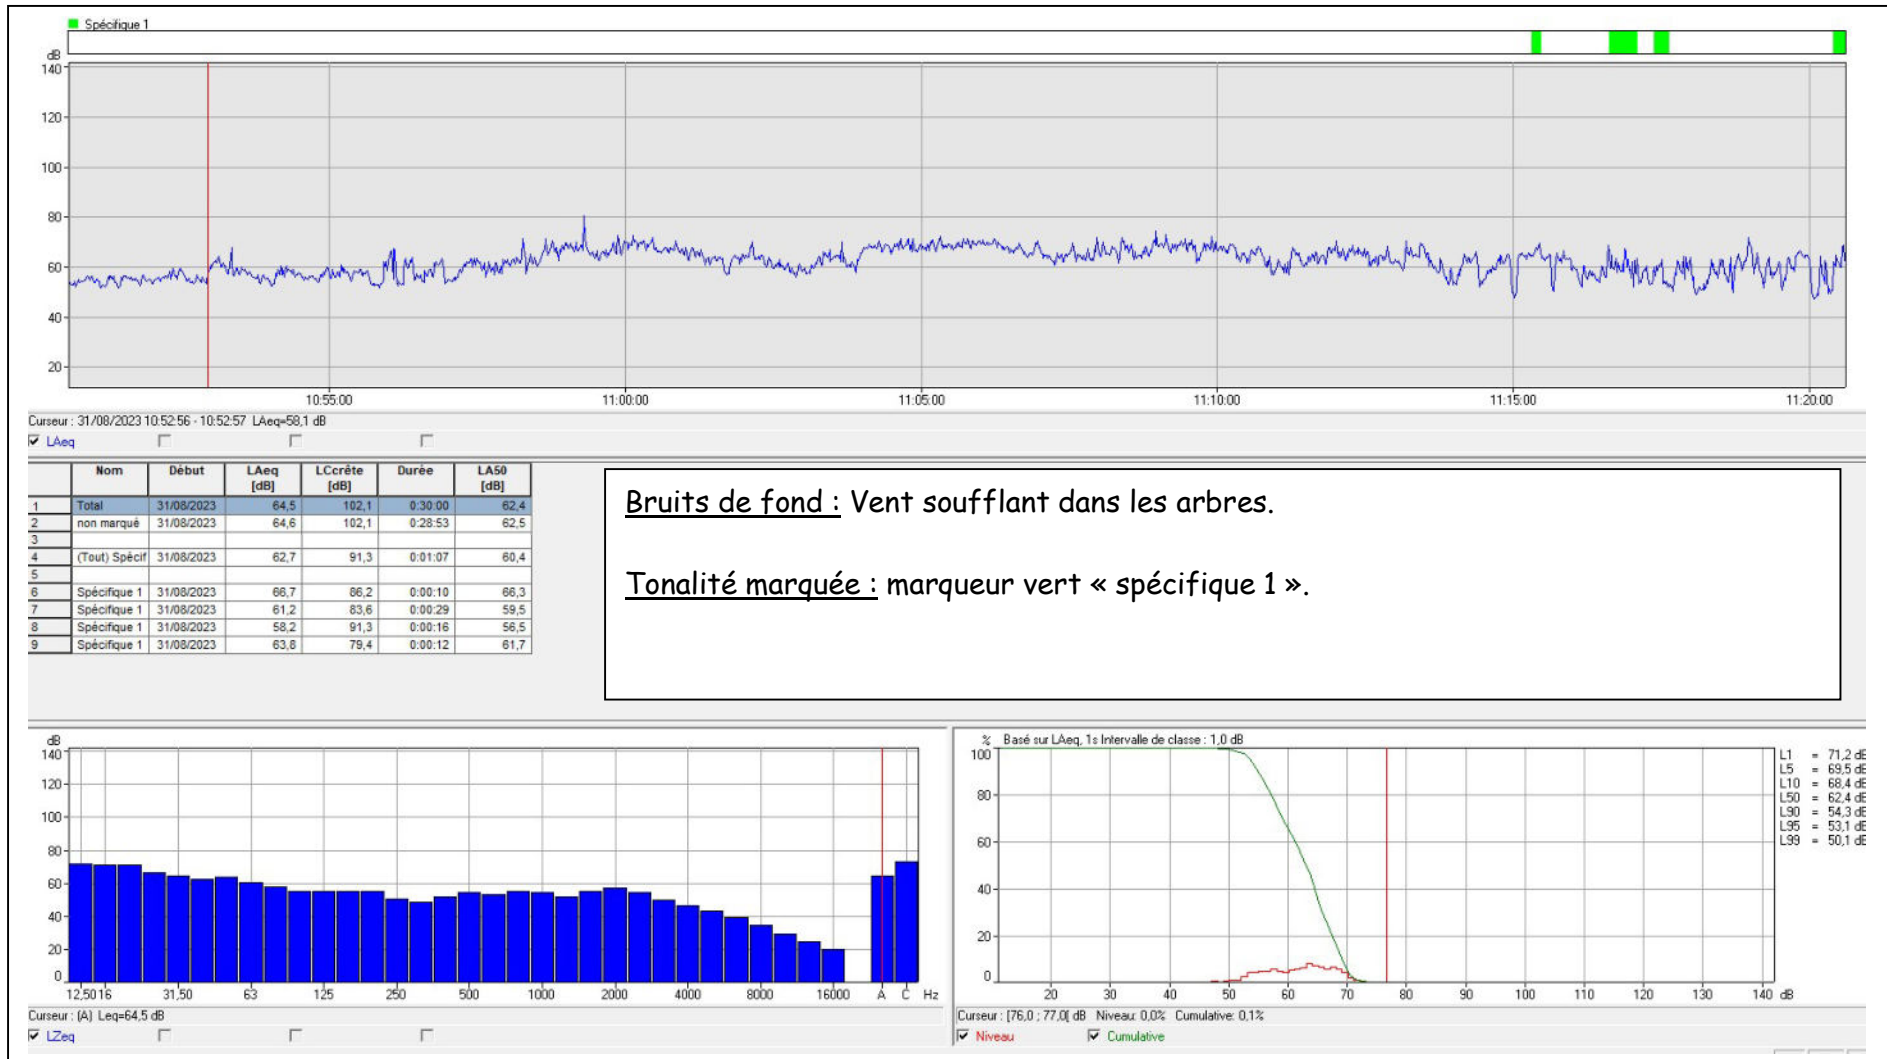 Spécifique 1
dB
140
120
100
80
60
40
20
10:55:00 11:00:00 11:05:00 11:10:00 11:15:00 11:20:00
Curseur : 31/08/2023 10:52:56 - 10:52:57 LAeq=58,1 dB
LAeq
Nom Début LAeq [dB] LCcrête [dB] Durée LA50 [dB]
1 Total 31/08/2023 64,5 102,1 0:30:00 62,4
2 non marqué 31/08/2023 64,6 102,1 0:28:53 62,5
3
4 (Tout) Spécif 31/08/2023 62,7 91,3 0:01:07 60,4
5
6 Spécifique 1 31/08/2023 66,7 86,2 0:00:10 66,3
7 Spécifique 1 31/08/2023 61,2 83,6 0:00:29 59,5
8 Spécifique 1 31/08/2023 58,2 91,3 0:00:16 56,5
9 Spécifique 1 31/08/2023 63,8 79,4 0:00:12 61,7
Bruits de fond : Vent soufflant dans les arbres.
Tonalité marquée : marqueur vert « spécifique 1 ».
dB
140
120
100
80
60
40
20
0
12,5016 31,50 63 125 250 500 1000 2000 4000 8000 16000 A C Hz
Curseur : (A) Leq=64,5 dB
LZeq
% Basé sur LAeq, 1s Intervalle de classe : 1,0 dB
100
80
60
40
20
0
20 30 40 50 60 70 80 90 100 110 120 130 140 dB
L1 = 71,2 dB
L5 = 69,5 dB
L10 = 68,4 dB
L50 = 62,4 dB
L90 = 54,3 dB
L95 = 53,1 dB
L99 = 50,1 dB
Curseur : [76,0 ; 77,0[ dB Niveau: 0,0% Cumulative: 0,1%
Niveau Cumulative